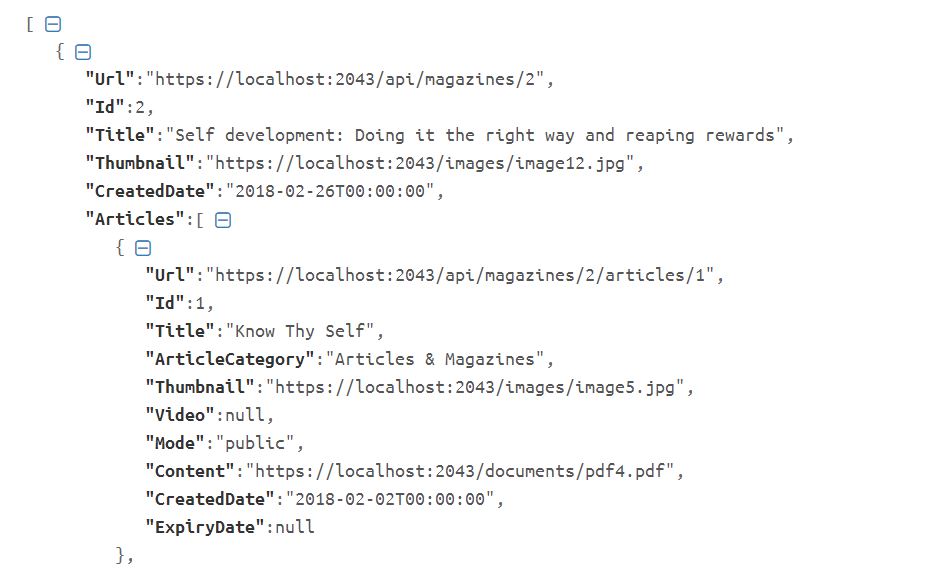 [
{
"Url":"https://localhost:2043/api/magazines/2",
"Id":2,
"Title":"Self development: Doing it the right way and reaping rewards",
"Thumbnail":"https://localhost:2043/images/image12.jpg",
"CreatedDate":"2018-02-26T00:00:00",
"Articles":[
{
"Url":"https://localhost:2043/api/magazines/2/articles/1",
"Id":1,
"Title":"Know Thy Self",
"ArticleCategory":"Articles & Magazines",
"Thumbnail":"https://localhost:2043/images/image5.jpg",
"Video":null,
"Mode":"public",
"Content":"https://localhost:2043/documents/pdf4.pdf",
"CreatedDate":"2018-02-02T00:00:00",
"ExpiryDate":null
},